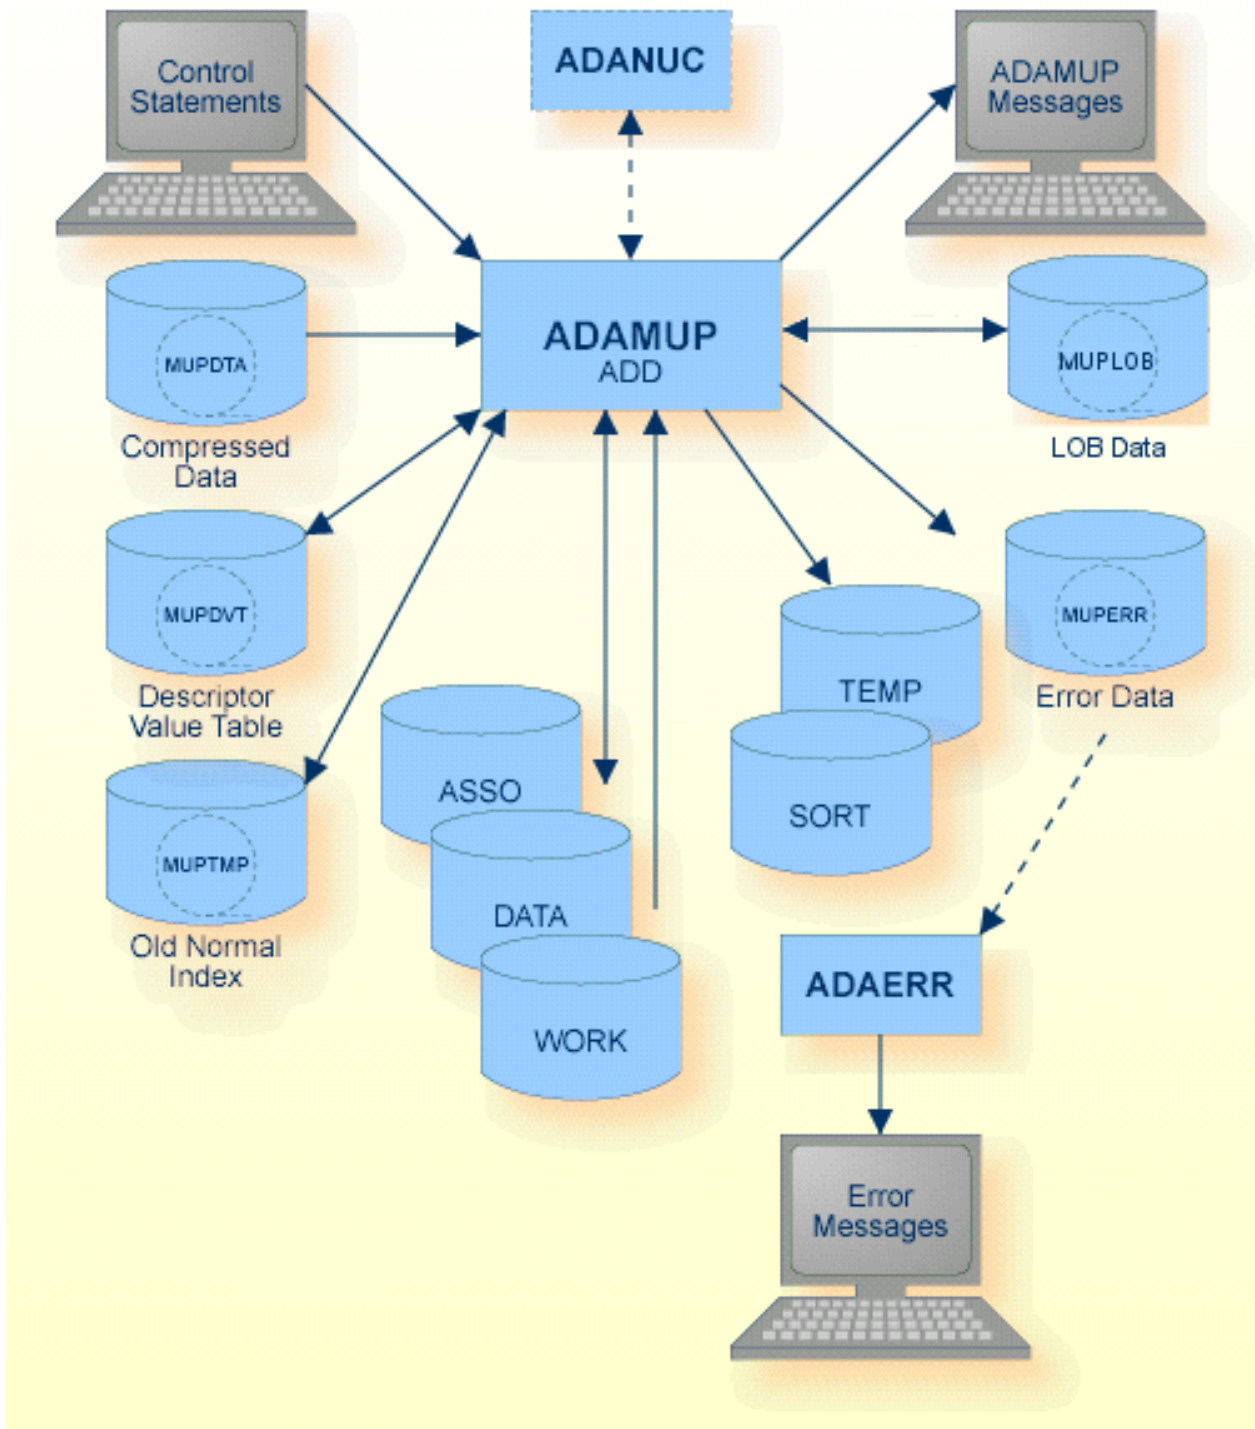 Control
Statements
ADANUC
ADAMUP
Messages
ADAMUP
ADD
MUPDTA
Compressed
Data
MUPLOB
LOB Data
MUPDVT
Descriptor
Value Table
MUPERR
Error Data
TEMP
SORT
ASSO
DATA
WORK
MUPTMP
Old Normal
Index
ADAERR
Error
Messages